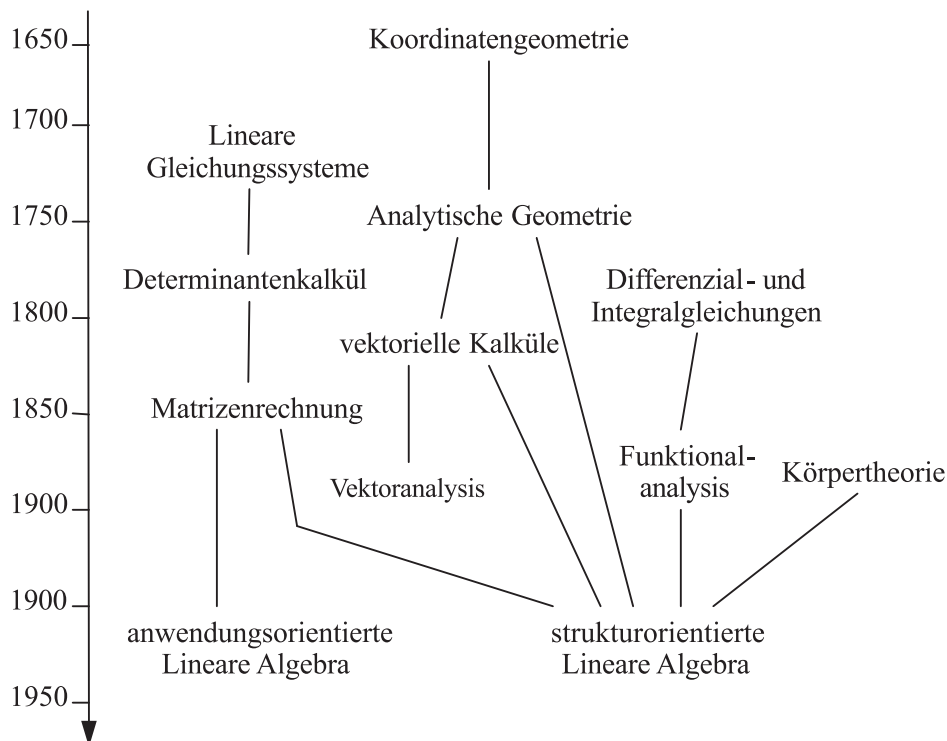 1650
Koordinatengeometrie
1700
Lineare
Gleichungssysteme
1750
Analytische Geometrie
Determinantenkalkül
Differenzial- und
Integralgleichungen
1800
vektorielle Kalküle
1850
Matrizenrechnung
Funktional-
analysis
Körpertheorie
Vektoranalysis
1900
1900
anwendungsorientierte
Lineare Algebra
strukturorientierte
Lineare Algebra
1950